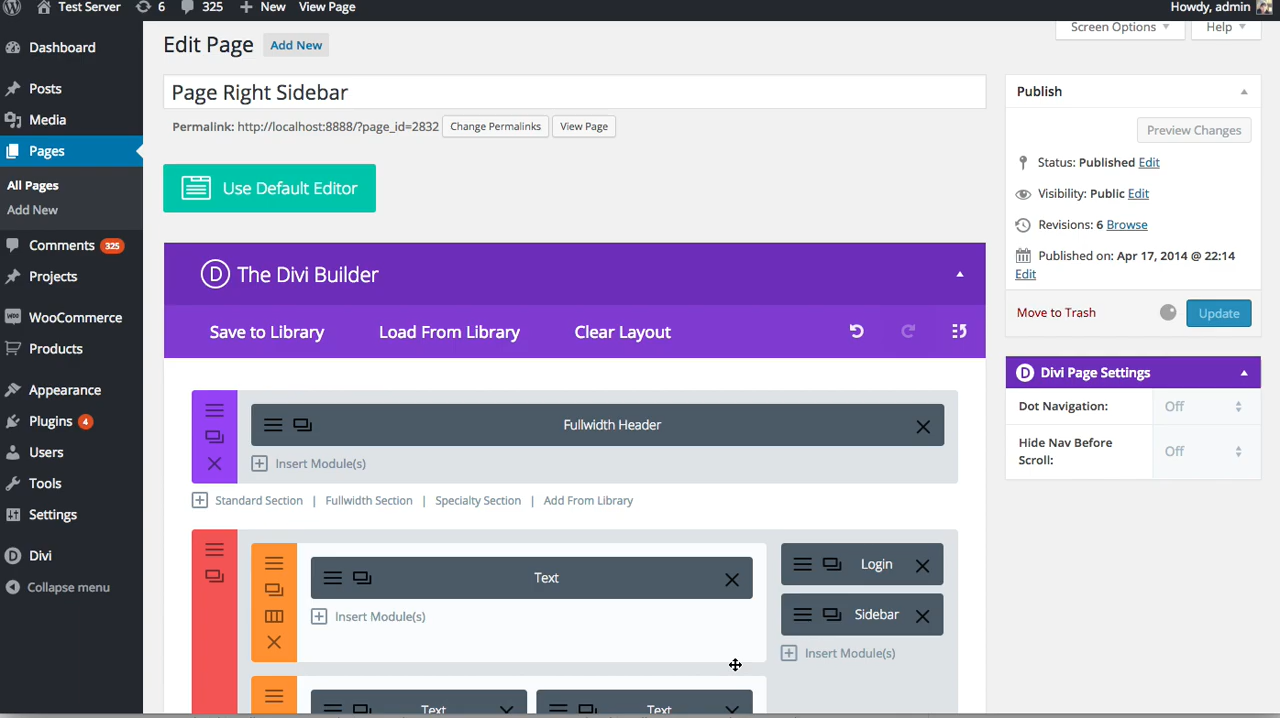 Test Server 6 325 New View Page Howdy, admin
Screen Options Help
Dashboard
Posts
Media
Pages
All Pages
Add New
Comments 325
Projects
WooCommerce
Products
Appearance
Plugins 4
Users
Tools
Settings
Divi
Collapse menu
Edit Page Add New
Page Right Sidebar
Permalink: http://localhost:8888/?page_id=2832 Change Permalinks View Page
Use Default Editor
D The Divi Builder
Save to Library Load From Library Clear Layout
Fullwidth Header
Insert Module(s)
Standard Section | Fullwidth Section | Specialty Section | Add From Library
Text
Insert Module(s)
Login
Sidebar
Insert Module(s)
Text Text
Publish
Preview Changes
Status: Published Edit
Visibility: Public Edit
Revisions: 6 Browse
Published on: Apr 17, 2014 @ 22:14
Edit
Move to Trash Update
D Divi Page Settings
Dot Navigation: Off
Hide Nav Before
Scroll: Off